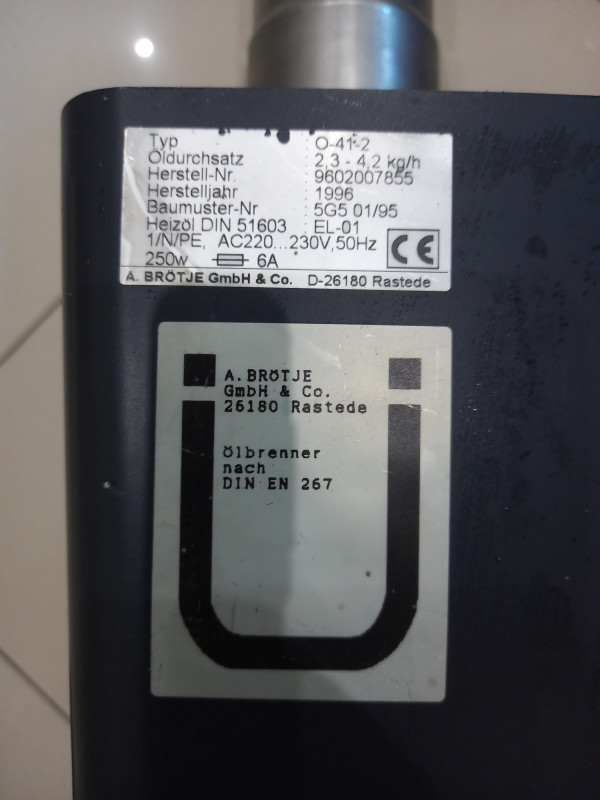 Typ : O-41-2
Öldurchsatz : 2,3 - 4,2 kg/h
Herstell-Nr. : 9602007855
Herstelljahr : 1996
Baumuster-Nr : 5G5 01/95
Heizöl DIN 51603 : EL-01
1/N/PE, AC220...230V,50Hz
250w 6A
CE
A. BRÖTJE GmbH & Co. D-26180 Rastede
A.BRöTJE
GmbH & Co.
26180 Rastede
ölbrenner
nach
DIN EN 267
Ü